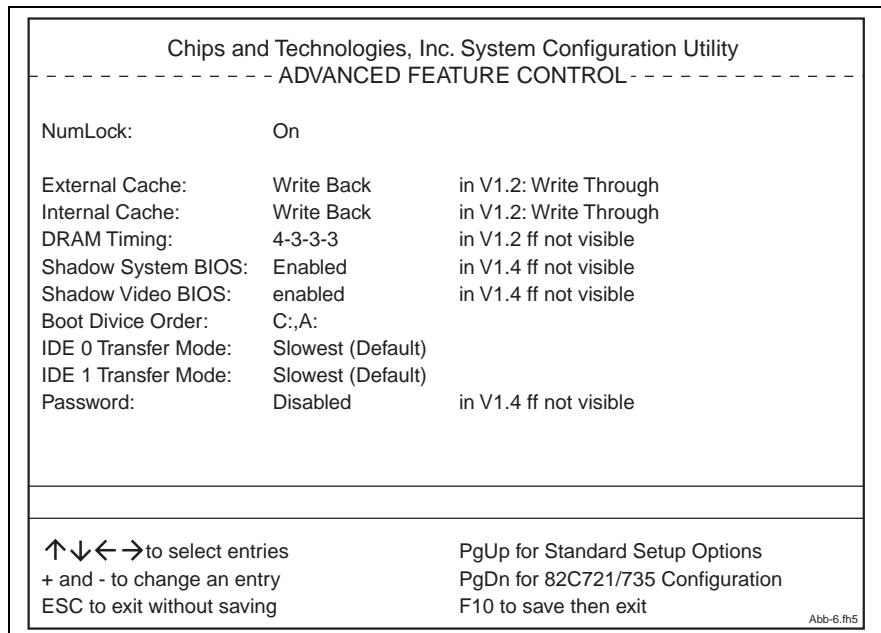 Chips and Technologies, Inc. System Configuration Utility
ADVANCED FEATURE CONTROL
NumLock: On
External Cache: Write Back in V1.2: Write Through
Internal Cache: Write Back in V1.2: Write Through
DRAM Timing: 4-3-3-3 in V1.2 ff not visible
Shadow System BIOS: Enabled in V1.4 ff not visible
Shadow Video BIOS: enabled in V1.4 ff not visible
Boot Divice Order: C:,A:
IDE 0 Transfer Mode: Slowest (Default)
IDE 1 Transfer Mode: Slowest (Default)
Password: Disabled in V1.4 ff not visible
↑↓←→ to select entries PgUp for Standard Setup Options
+ and - to change an entry PgDn for 82C721/735 Configuration
ESC to exit without saving F10 to save then exit
Abb-6.fh5